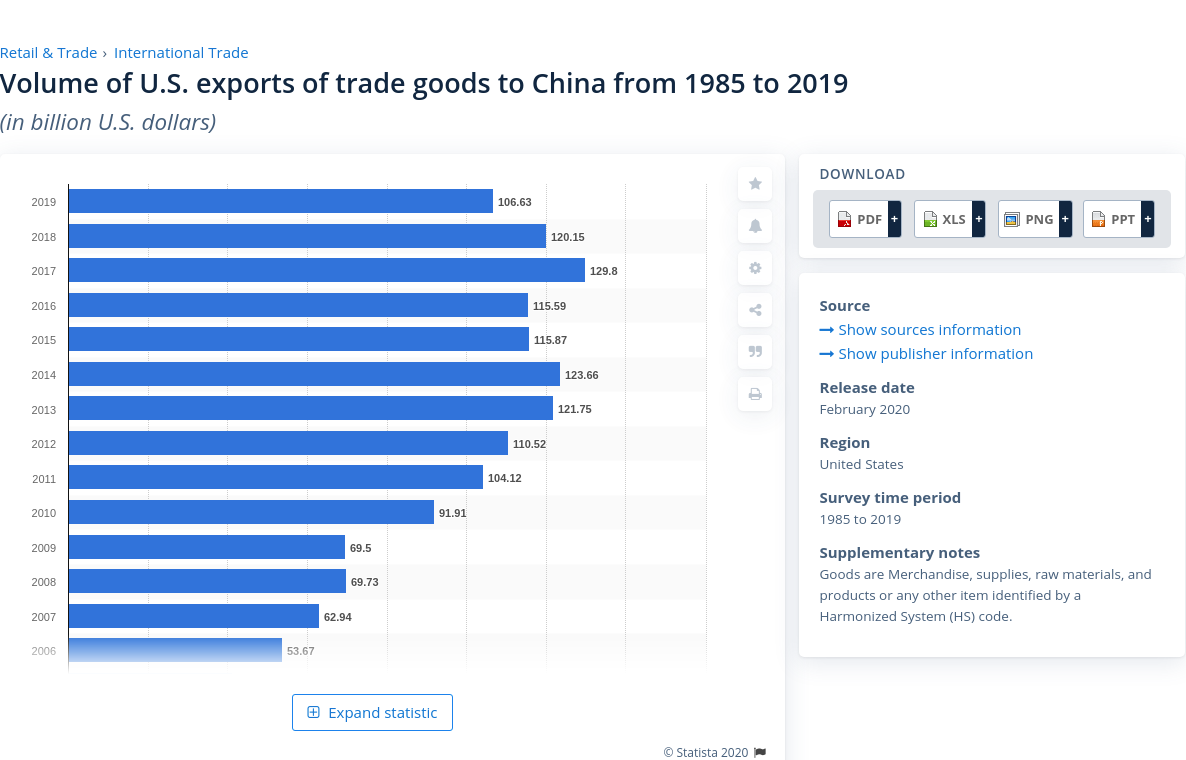 Retail & Trade › International Trade
Volume of U.S. exports of trade goods to China from 1985 to 2019
(in billion U.S. dollars)
2019 106.63
2018 120.15
2017 129.8
2016 115.59
2015 115.87
2014 123.66
2013 121.75
2012 110.52
2011 104.12
2010 91.91
2009 69.5
2008 69.73
2007 62.94
2006 53.67
Expand statistic
© Statista 2020
DOWNLOAD
PDF + XLS + PNG + PPT +
Source
Show sources information
Show publisher information
Release date
February 2020
Region
United States
Survey time period
1985 to 2019
Supplementary notes
Goods are Merchandise, supplies, raw materials, and
products or any other item identified by a
Harmonized System (HS) code.